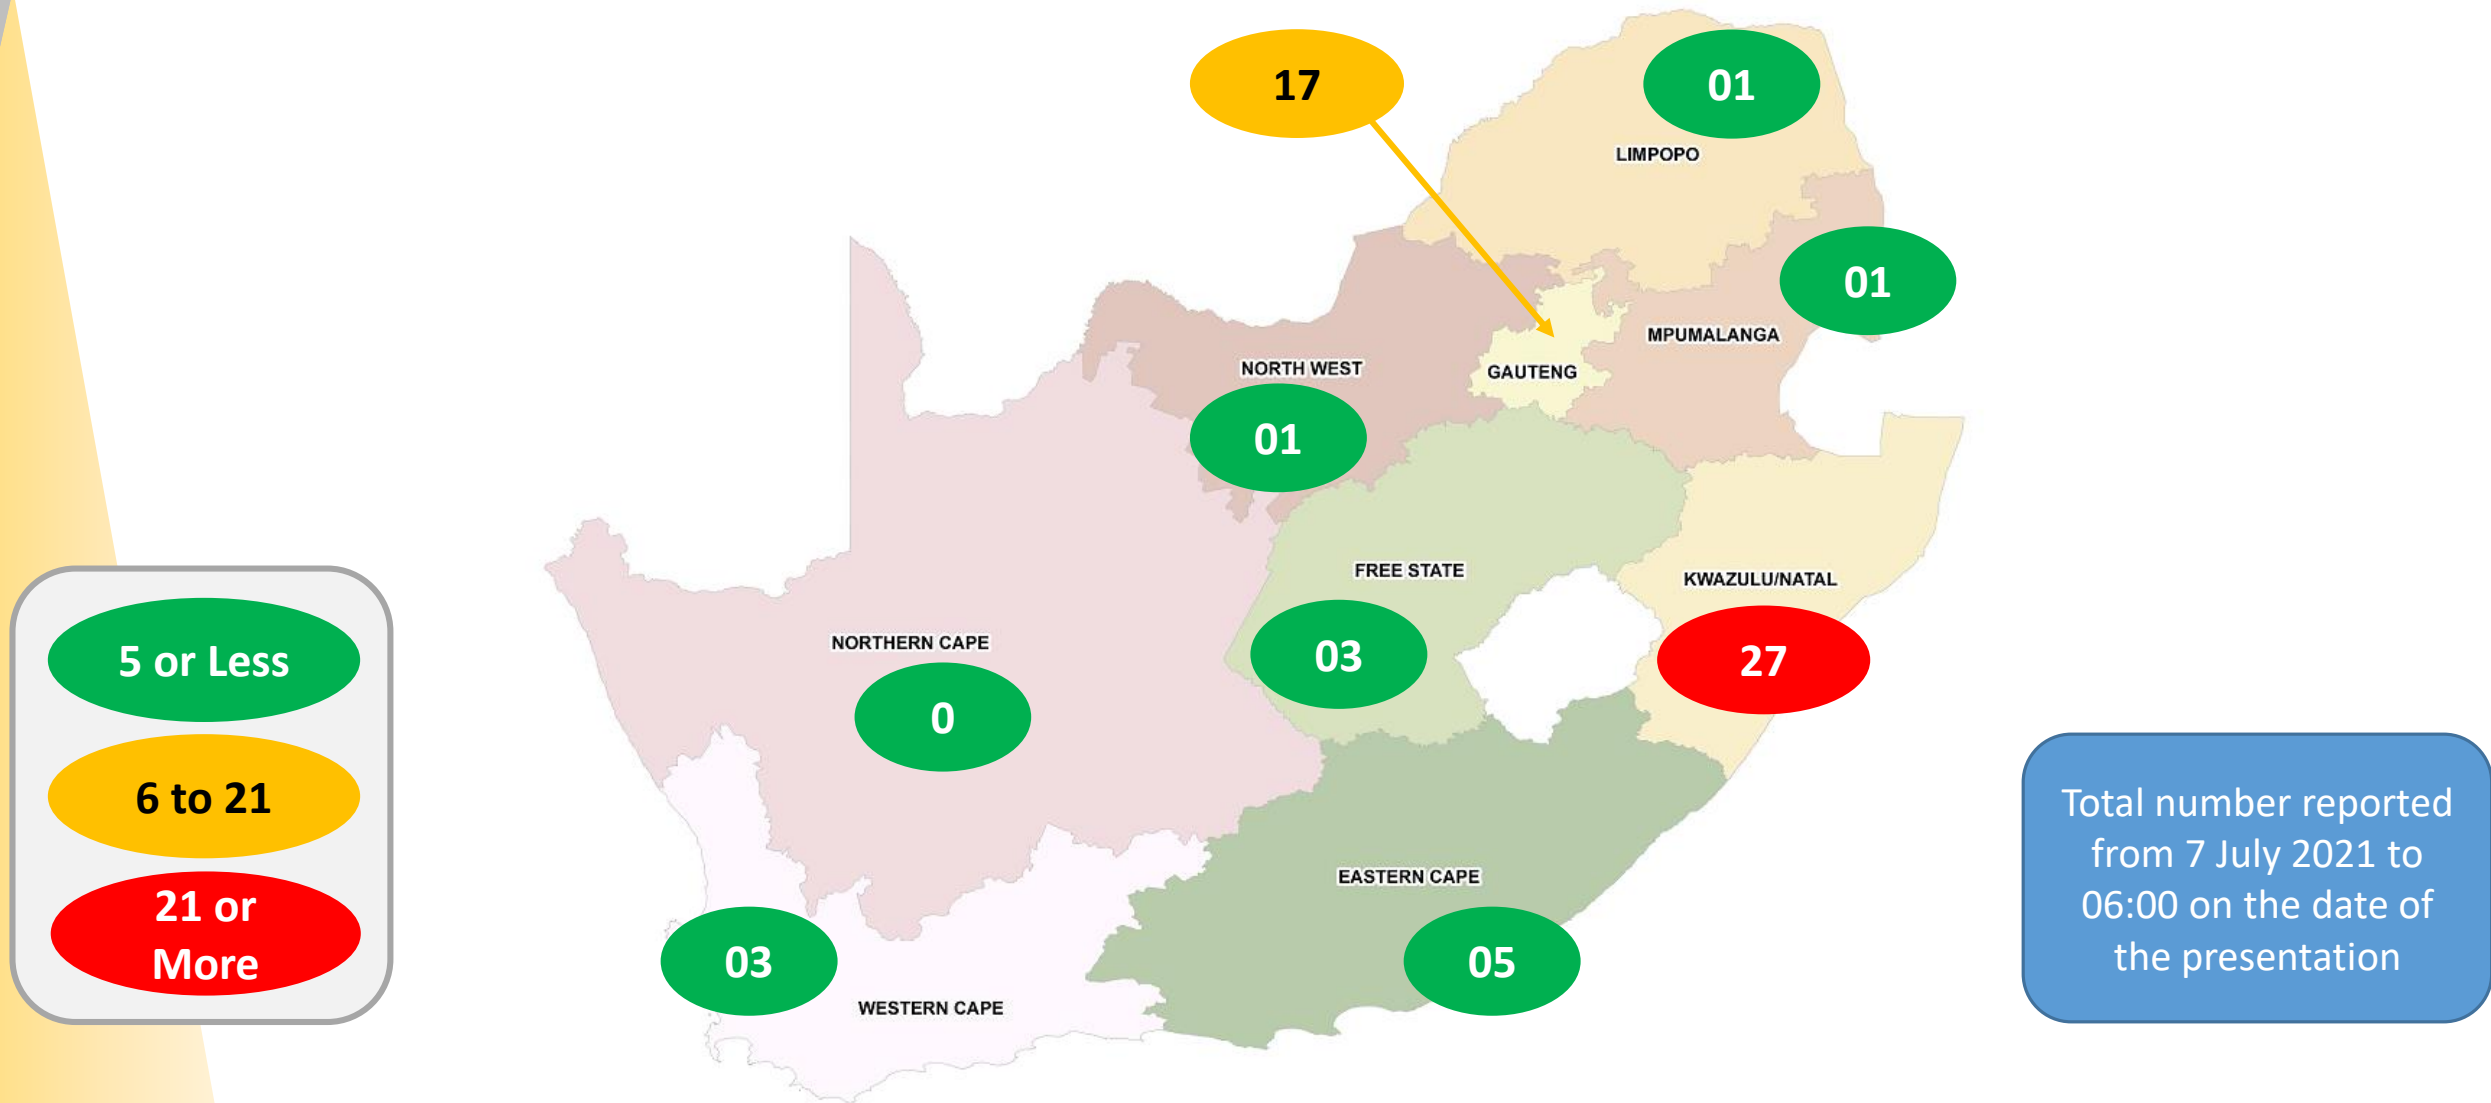 17
01
LIMPOPO
01
MPUMALANGA
NORTH WEST
GAUTENG
01
FREE STATE
KWAZULU/NATAL
03
27
NORTHERN CAPE
0
EASTERN CAPE
05
03
WESTERN CAPE
5 or Less
6 to 21
21 or
More
Total number reported
from 7 July 2021 to
06:00 on the date of
the presentation